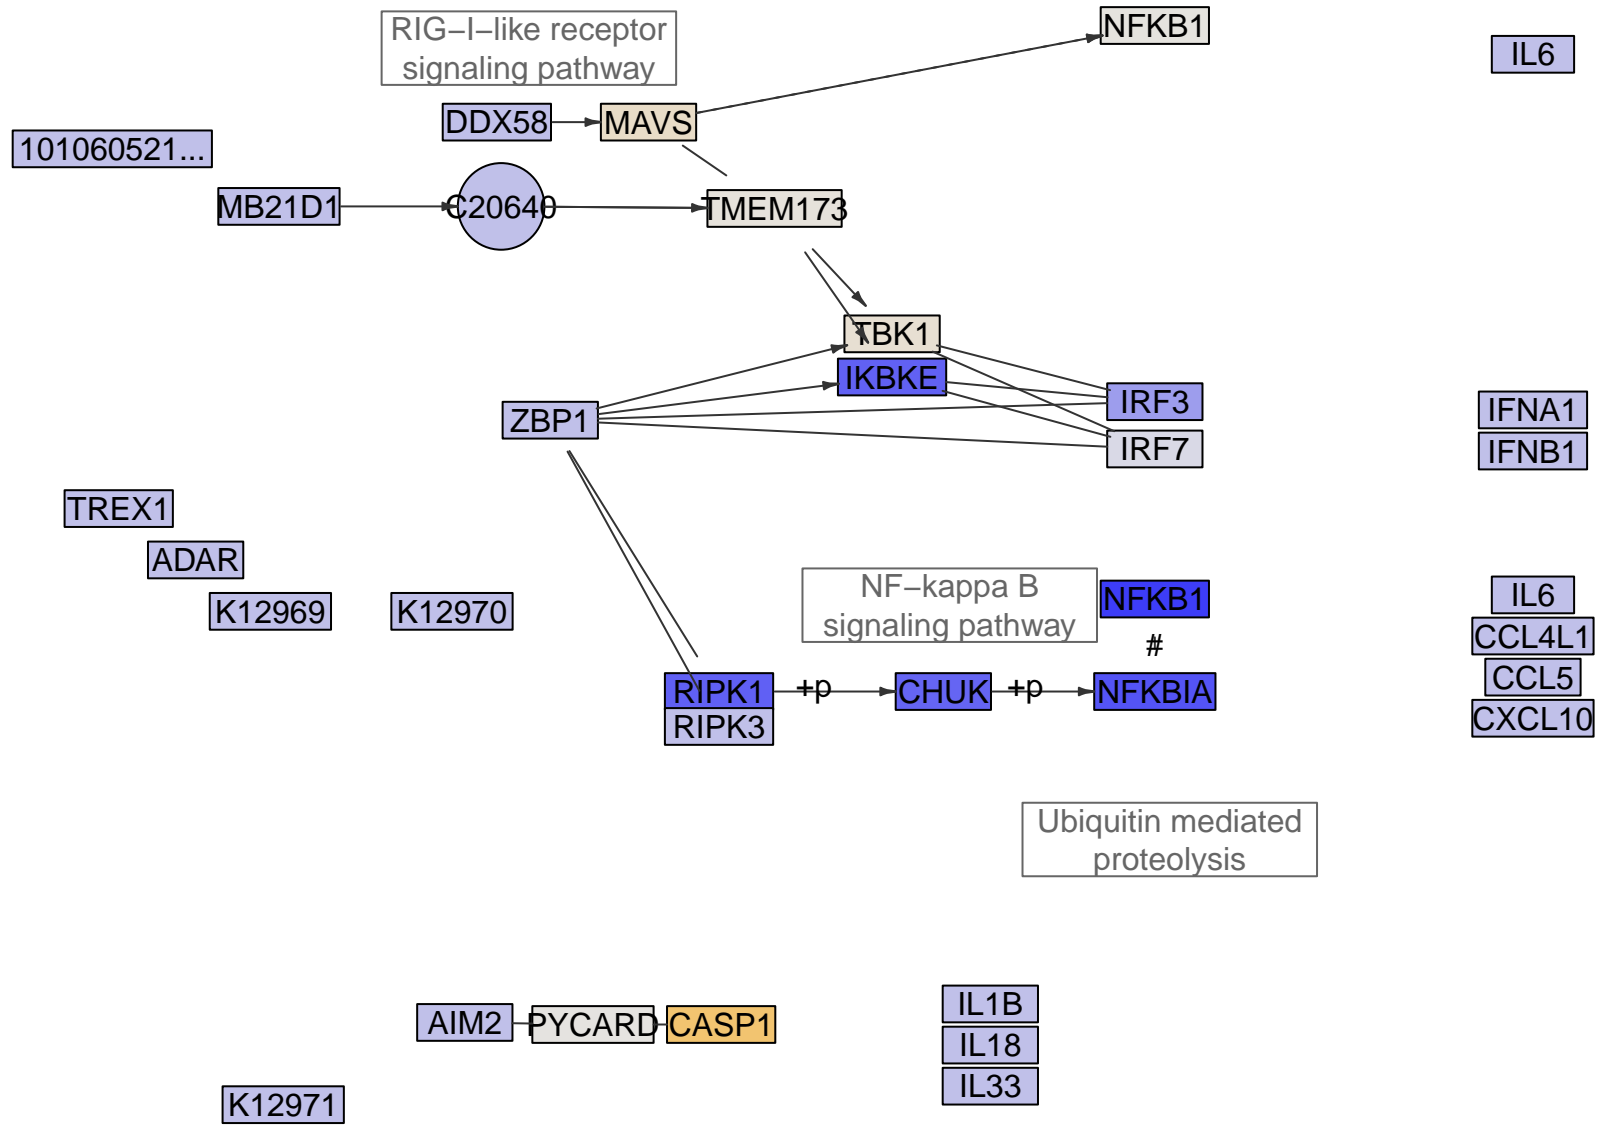 RIG−I−like receptor
signaling pathway
NFKB1
IL6
DDX58
MAVS
101060521...
MB21D1
C20640
TMEM173
TBK1
IKBKE
ZBP1
IRF3
IRF7
IFNA1
IFNB1
TREX1
ADAR
K12969
K12970
NF−kappa B
signaling pathway
NFKB1
#
IL6
CCL4L1
CCL5
CXCL10
RIPK1
+p
CHUK
+p
NFKBIA
RIPK3
Ubiquitin mediated
proteolysis
AIM2
PYCARD
CASP1
IL1B
IL18
IL33
K12971